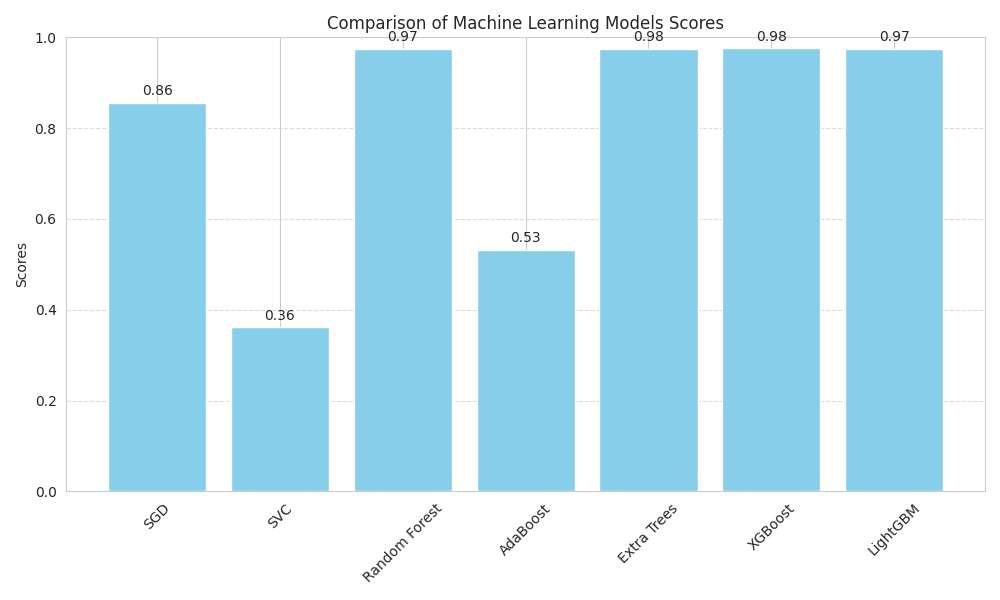 Comparison of Machine Learning Models Scores
1.0
0.8
0.6
0.4
0.2
0.0
Scores
0.86
0.36
0.97
0.53
0.98
0.98
0.97
SGD
SVC
Random Forest
AdaBoost
Extra Trees
XGBoost
LightGBM